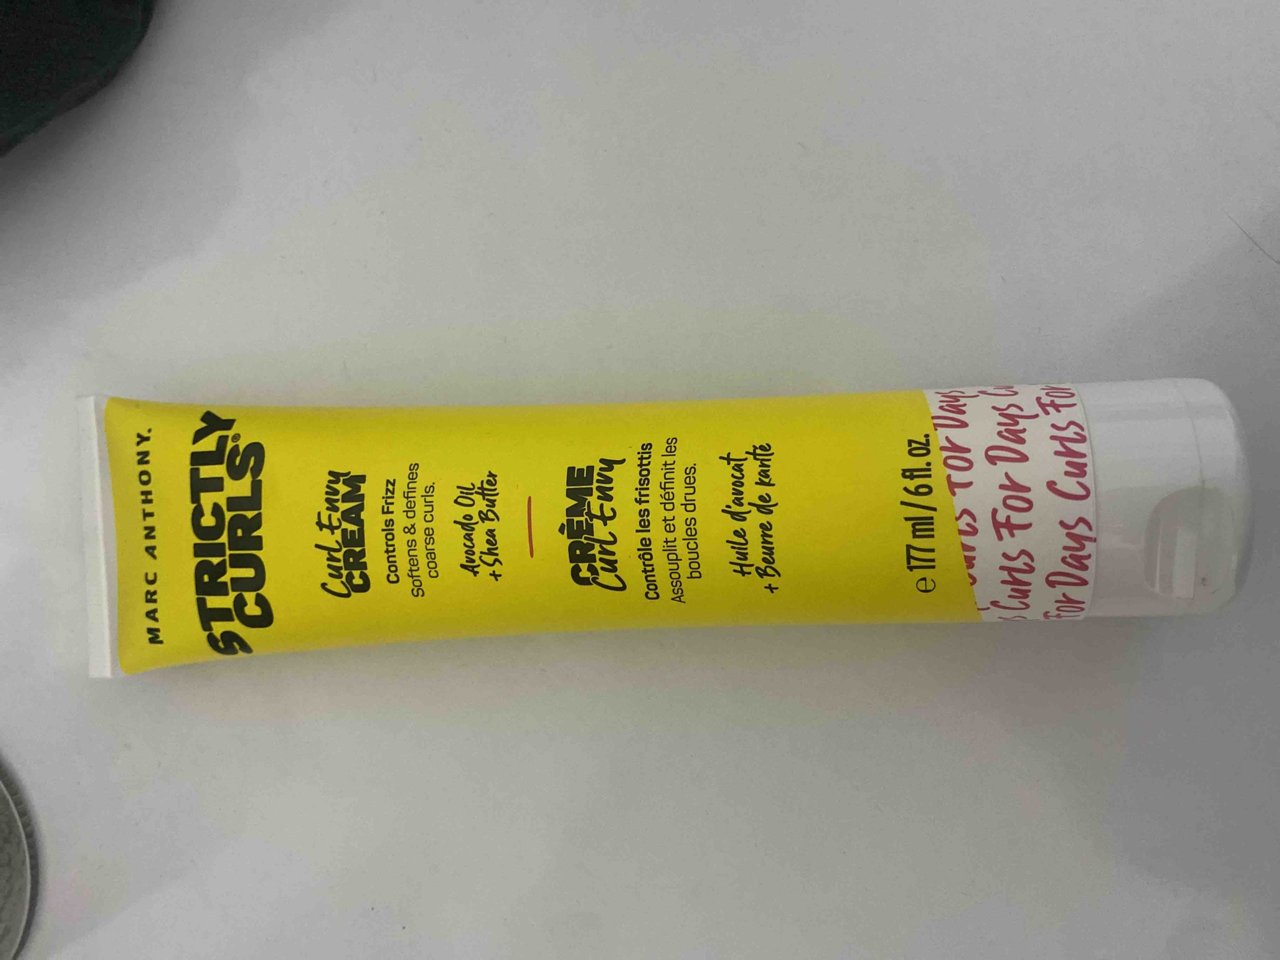 MARC ANTHONY.
STRICTLY
CURLS®
Curl Envy
CREAM
Controls Frizz
Softens & defines
coarse curls.
Avocado Oil
+ Shea Butter
CRÈME
Curl Envy
Contrôle les frisottis
Assouplit et définit les
boucles drues.
Huile d'avocat
+ Beurre de karité
e 177 ml / 6 fl. oz.
Curls For Days
Curls For Days
For Days Curls For